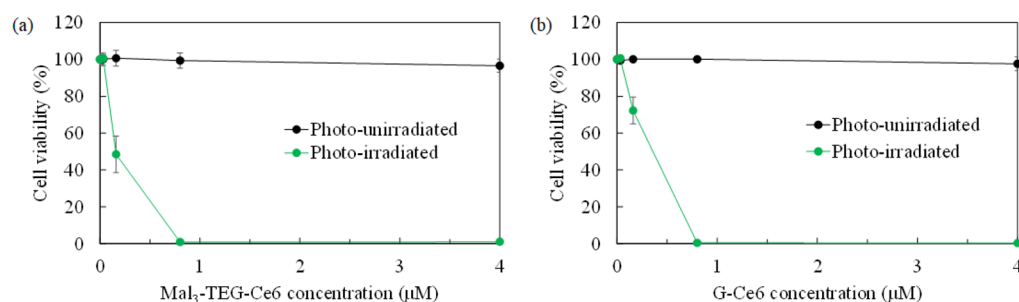 (a)
120
100
80
60
40
20
0
Cell viability (%)
Photo-unirradiated
Photo-irradiated
0 1 2 3 4
Mal₃-TEG-Ce6 concentration (μM)
(b)
120
100
80
60
40
20
0
Cell viability (%)
Photo-unirradiated
Photo-irradiated
0 1 2 3 4
G-Ce6 concentration (μM)